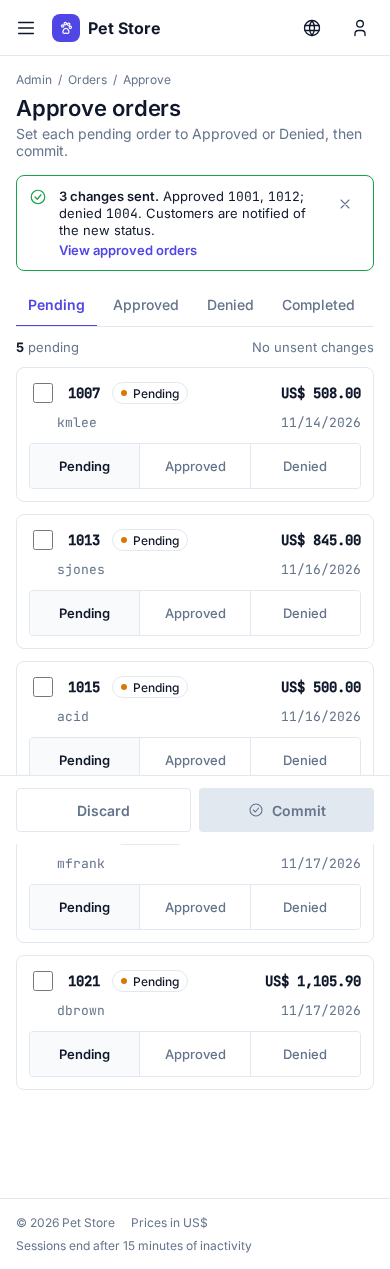 Pet Store
Admin / Orders / Approve
Approve orders
Set each pending order to Approved or Denied, then
commit.
3 changes sent. Approved 1001, 1012;
denied 1004. Customers are notified of
the new status.
View approved orders
Pending Approved Denied Completed
5 pending No unsent changes
1007 Pending US$ 508.00
kmlee 11/14/2026
Pending Approved Denied
1013 Pending US$ 845.00
sjones 11/16/2026
Pending Approved Denied
1015 Pending US$ 500.00
acid 11/16/2026
Pending Approved Denied
Discard Commit
mfrank 11/17/2026
Pending Approved Denied
1021 Pending US$ 1,105.90
dbrown 11/17/2026
Pending Approved Denied
© 2026 Pet Store Prices in US$
Sessions end after 15 minutes of inactivity